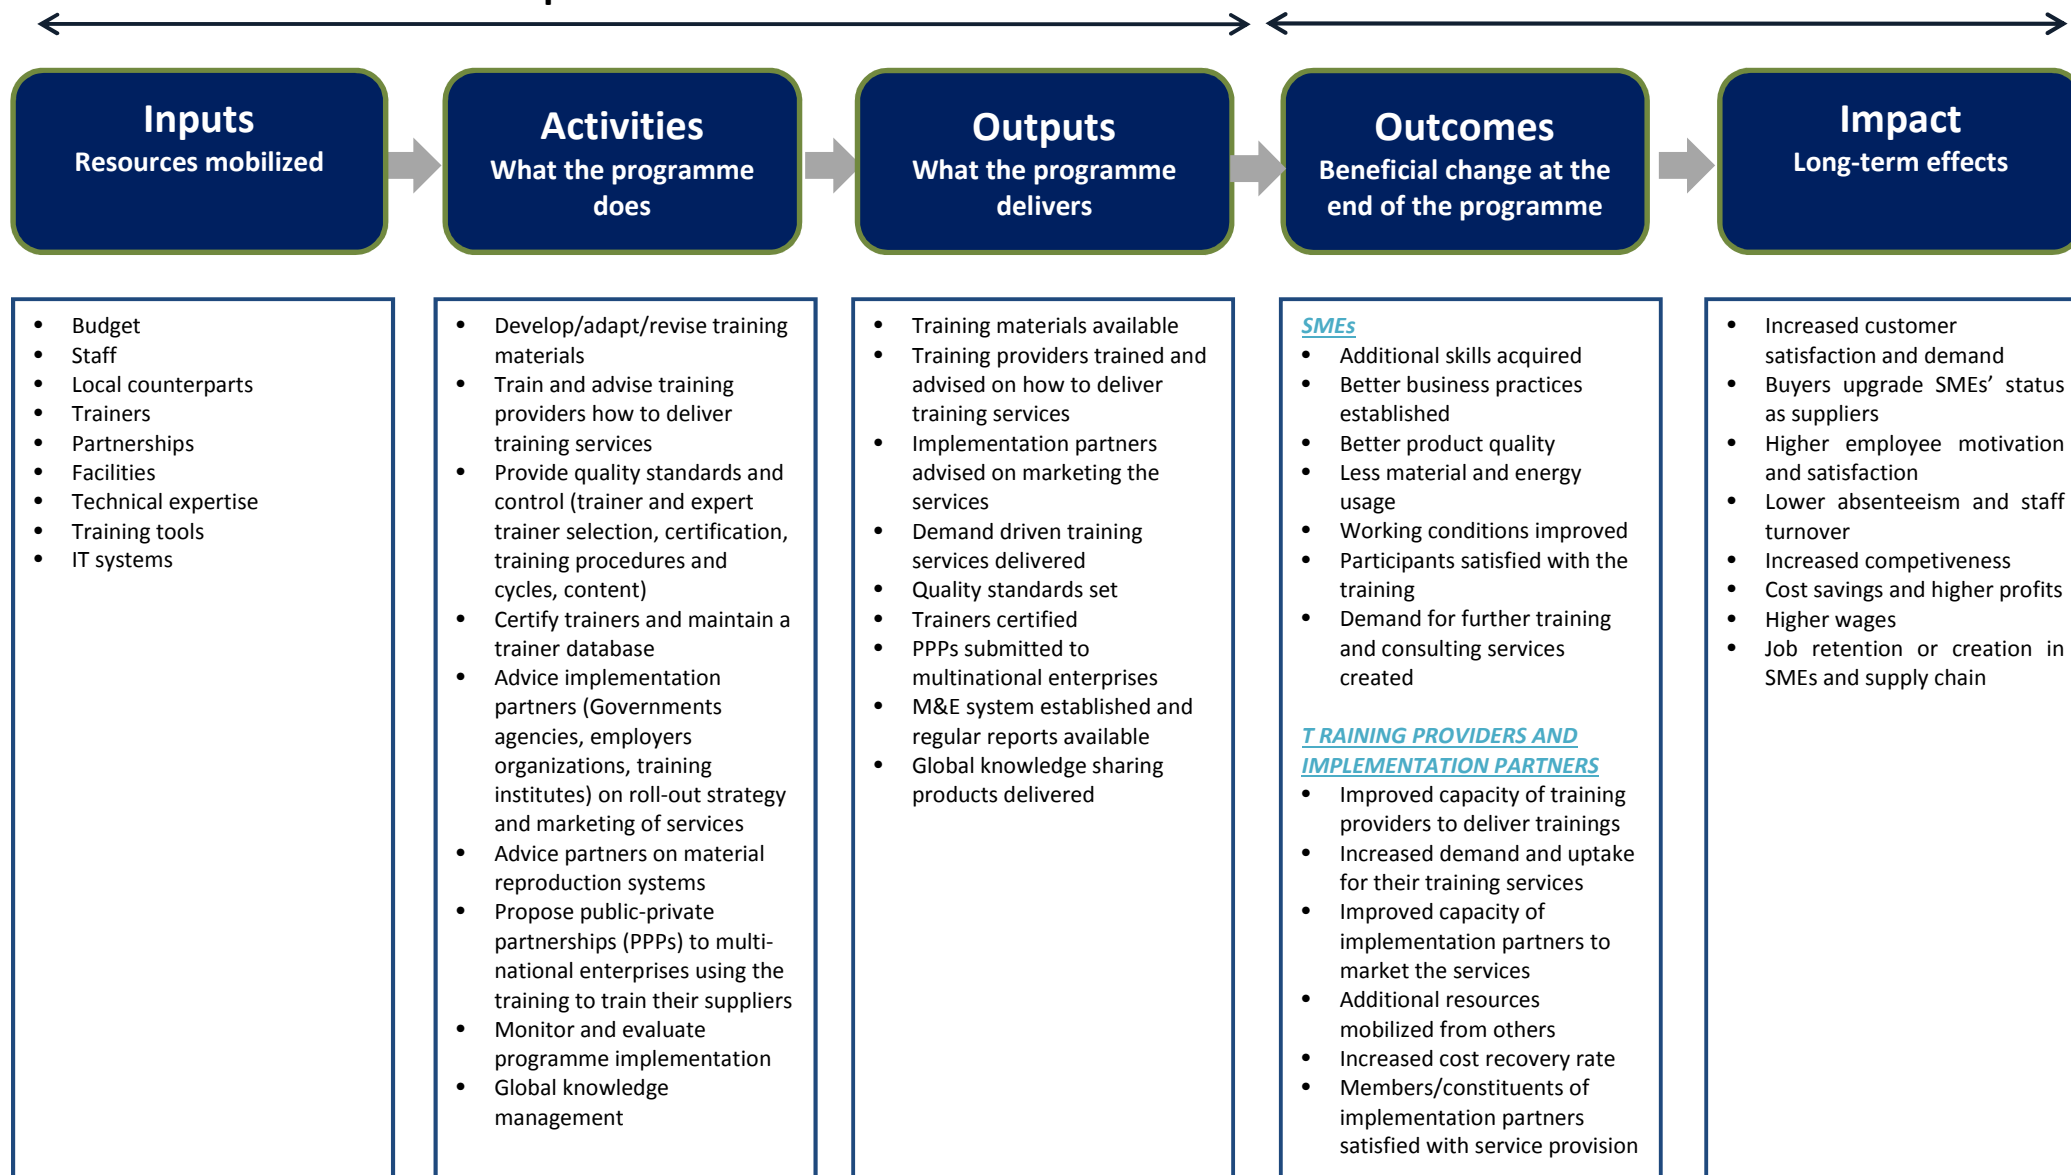 Inputs
Resources mobilized
Activities
What the programme
does
Outputs
What the programme
delivers
Outcomes
Beneficial change at the
end of the programme
Impact
Long-term effects
• Budget
• Staff
• Local counterparts
• Trainers
• Partnerships
• Facilities
• Technical expertise
• Training tools
• IT systems
• Develop/adapt/revise training
materials
• Train and advise training
providers how to deliver
training services
• Provide quality standards and
control (trainer and expert
trainer selection, certification,
training procedures and
cycles, content)
• Certify trainers and maintain a
trainer database
• Advice implementation
partners (Governments
agencies, employers
organizations, training
institutes) on roll-out strategy
and marketing of services
• Advice partners on material
reproduction systems
• Propose public-private
partnerships (PPPs) to multi-
national enterprises using the
training to train their suppliers
• Monitor and evaluate
programme implementation
• Global knowledge
management
• Training materials available
• Training providers trained and
advised on how to deliver
training services
• Implementation partners
advised on marketing the
services
• Demand driven training
services delivered
• Quality standards set
• Trainers certified
• PPPs submitted to
multinational enterprises
• M&E system established and
regular reports available
• Global knowledge sharing
products delivered
SMEs
• Additional skills acquired
• Better business practices
established
• Better product quality
• Less material and energy
usage
• Working conditions improved
• Participants satisfied with the
training
• Demand for further training
and consulting services
created
T RAINING PROVIDERS AND
IMPLEMENTATION PARTNERS
• Improved capacity of training
providers to deliver trainings
• Increased demand and uptake
for their training services
• Improved capacity of
implementation partners to
market the services
• Additional resources
mobilized from others
• Increased cost recovery rate
• Members/constituents of
implementation partners
satisfied with service provision
• Increased customer
satisfaction and demand
• Buyers upgrade SMEs’ status
as suppliers
• Higher employee motivation
and satisfaction
• Lower absenteeism and staff
turnover
• Increased competiveness
• Cost savings and higher profits
• Higher wages
• Job retention or creation in
SMEs and supply chain